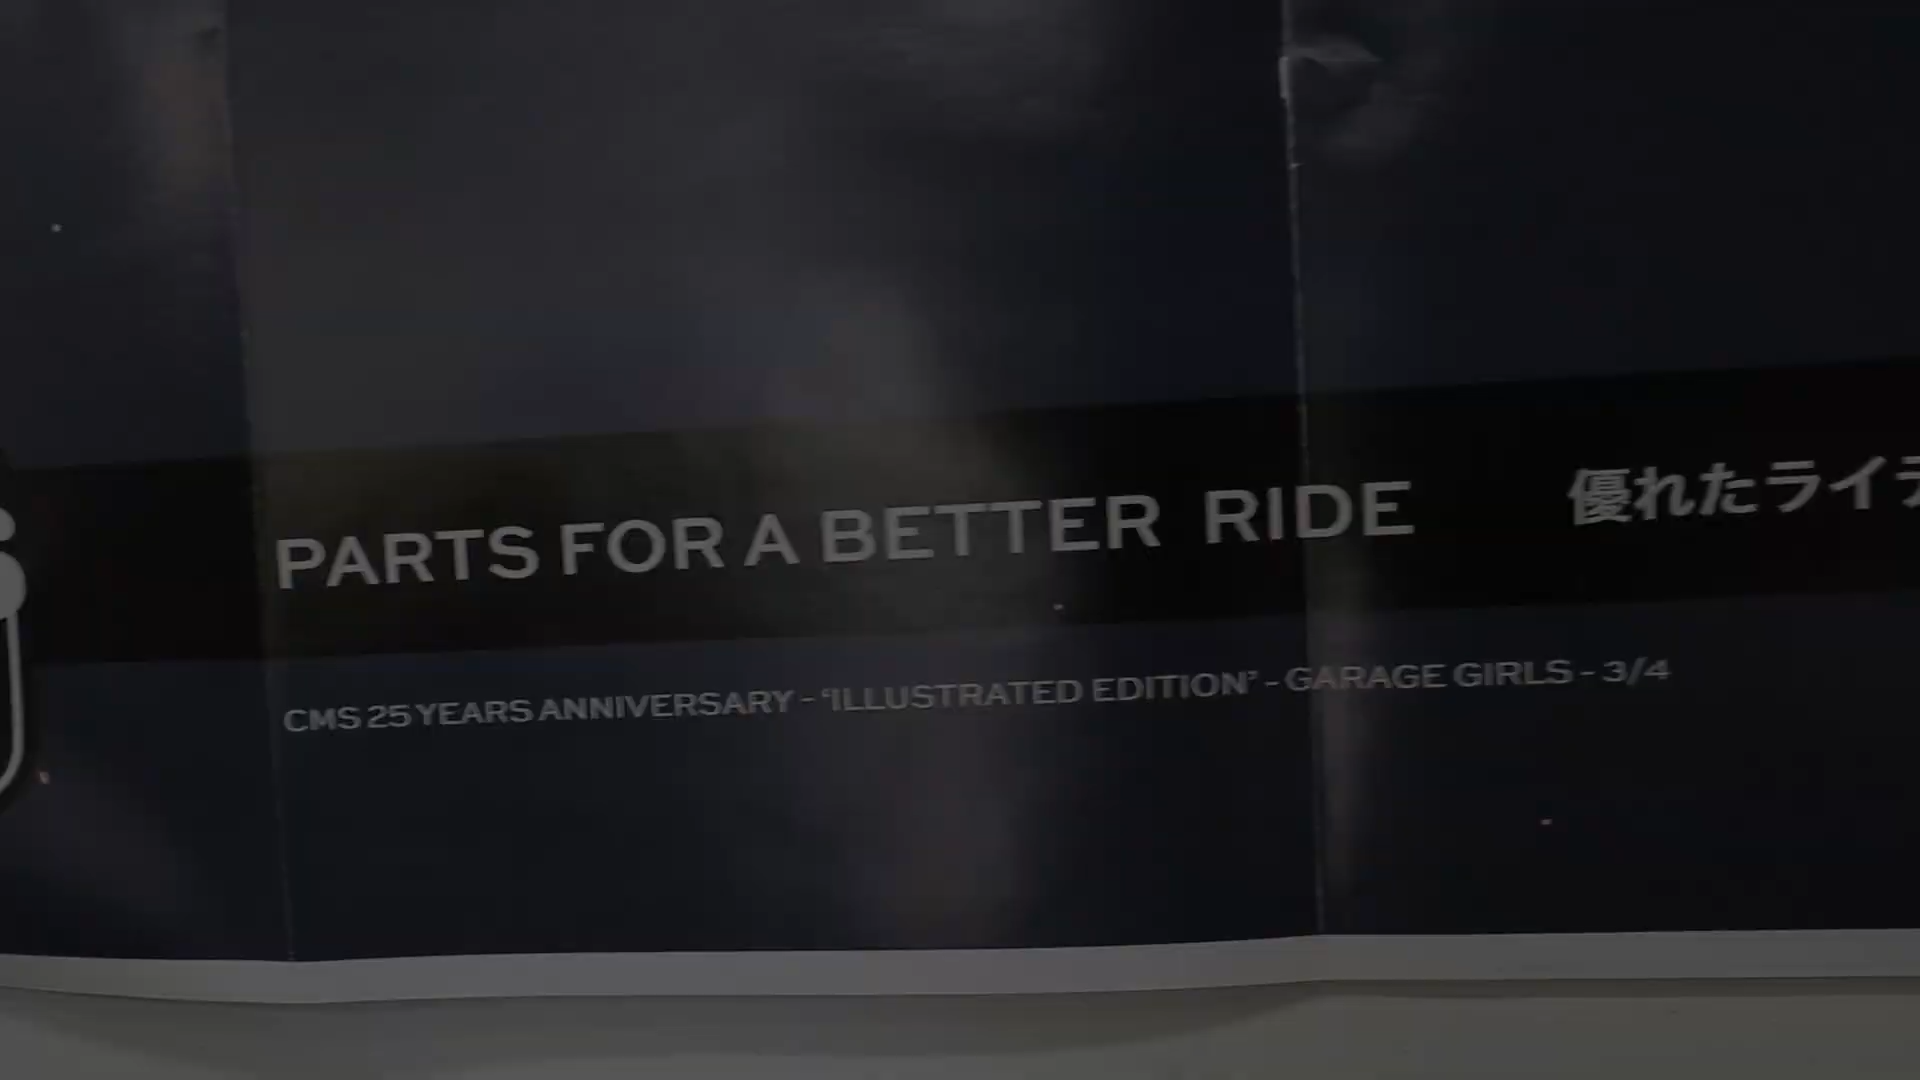 S PARTS FOR A BETTER RIDE 優れたライデ
CMS 25 YEARS ANNIVERSARY - 'ILLUSTRATED EDITION' - GARAGE GIRLS - 3/4